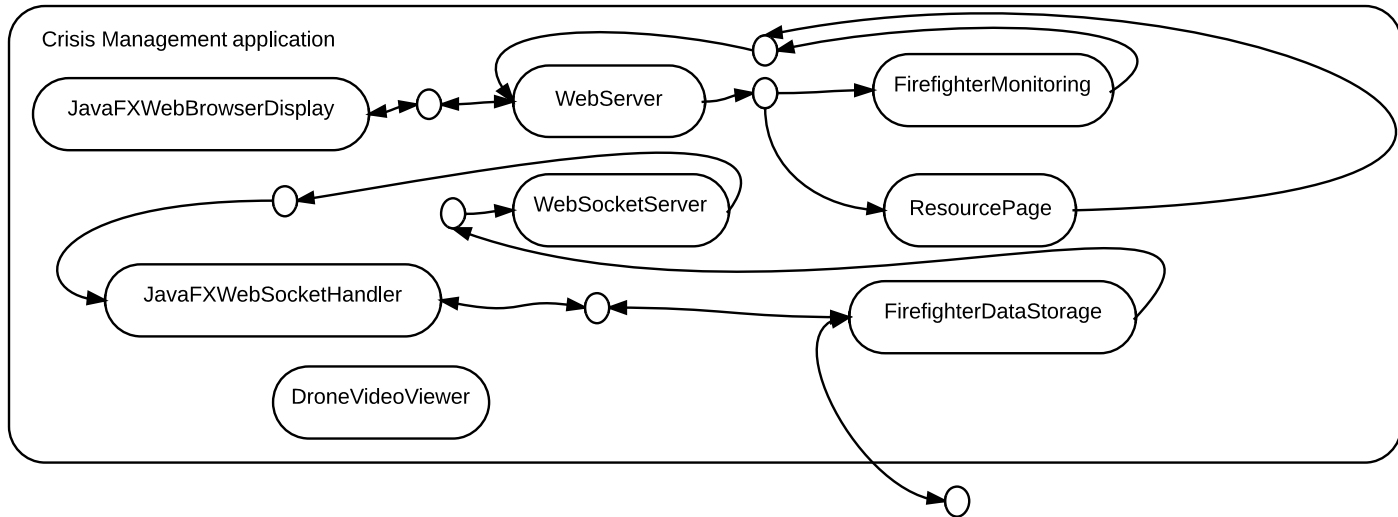 Crisis Management application
JavaFXWebBrowserDisplay
WebServer
FirefighterMonitoring
WebSocketServer
ResourcePage
JavaFXWebSocketHandler
FirefighterDataStorage
DroneVideoViewer